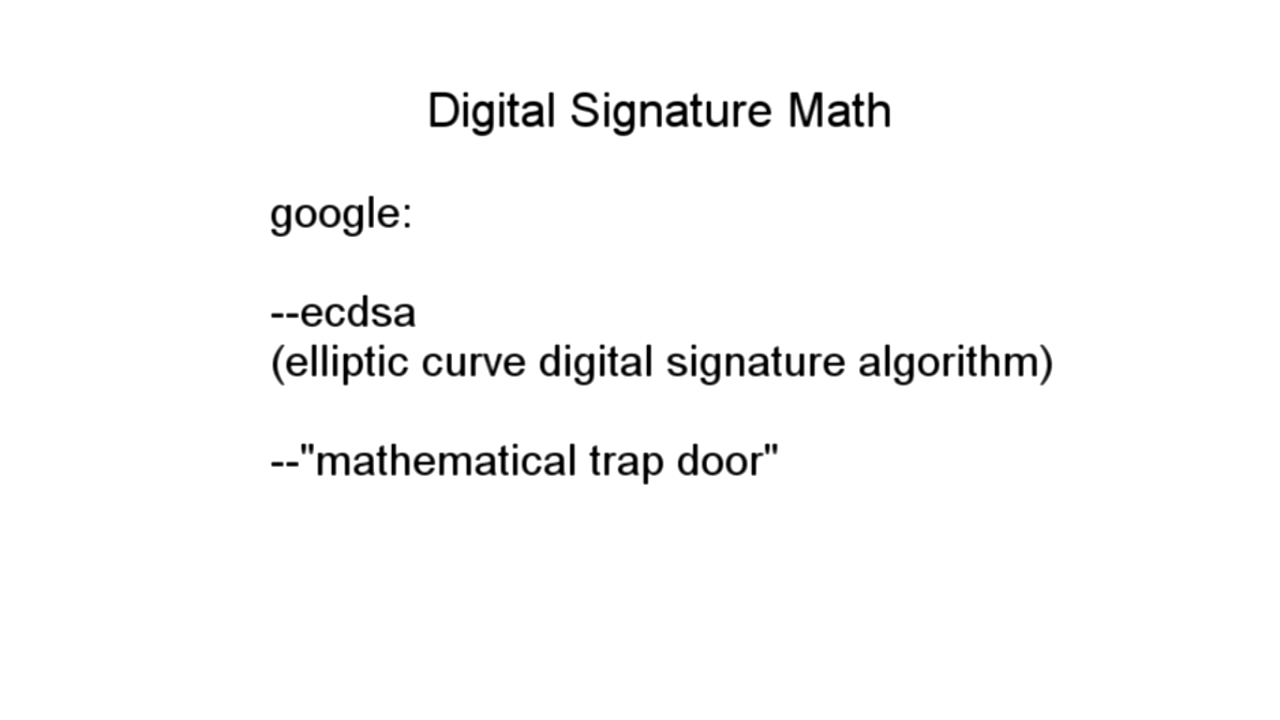 Digital Signature Math
google:
--ecdsa
(elliptic curve digital signature algorithm)
--"mathematical trap door"